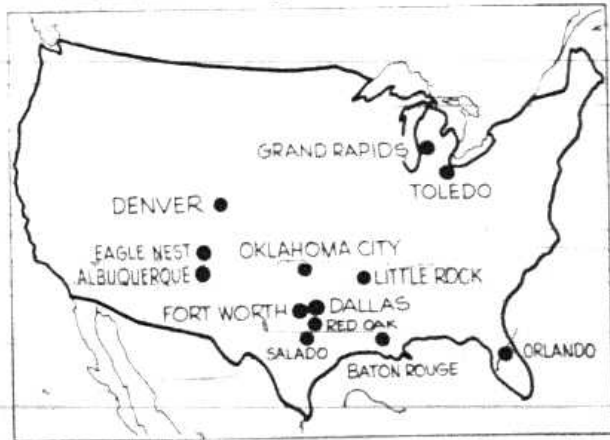 GRAND RAPIDS
TOLEDO
DENVER
EAGLE NEST
OKLAHOMA CITY
ALBUQUERQUE
LITTLE ROCK
FORT WORTH
DALLAS
RED OAK
SALADO
BATON ROUGE
ORLANDO